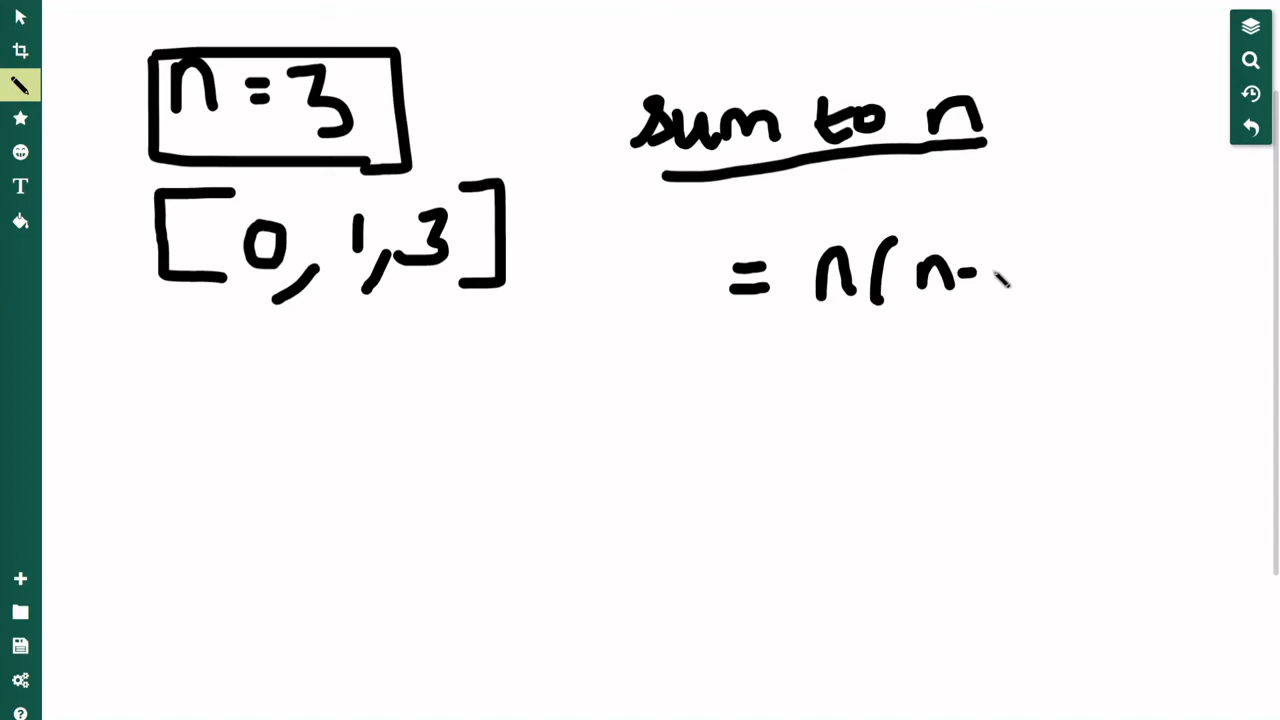 n = 3
[0, 1, 3]
sum to n
= n(n-